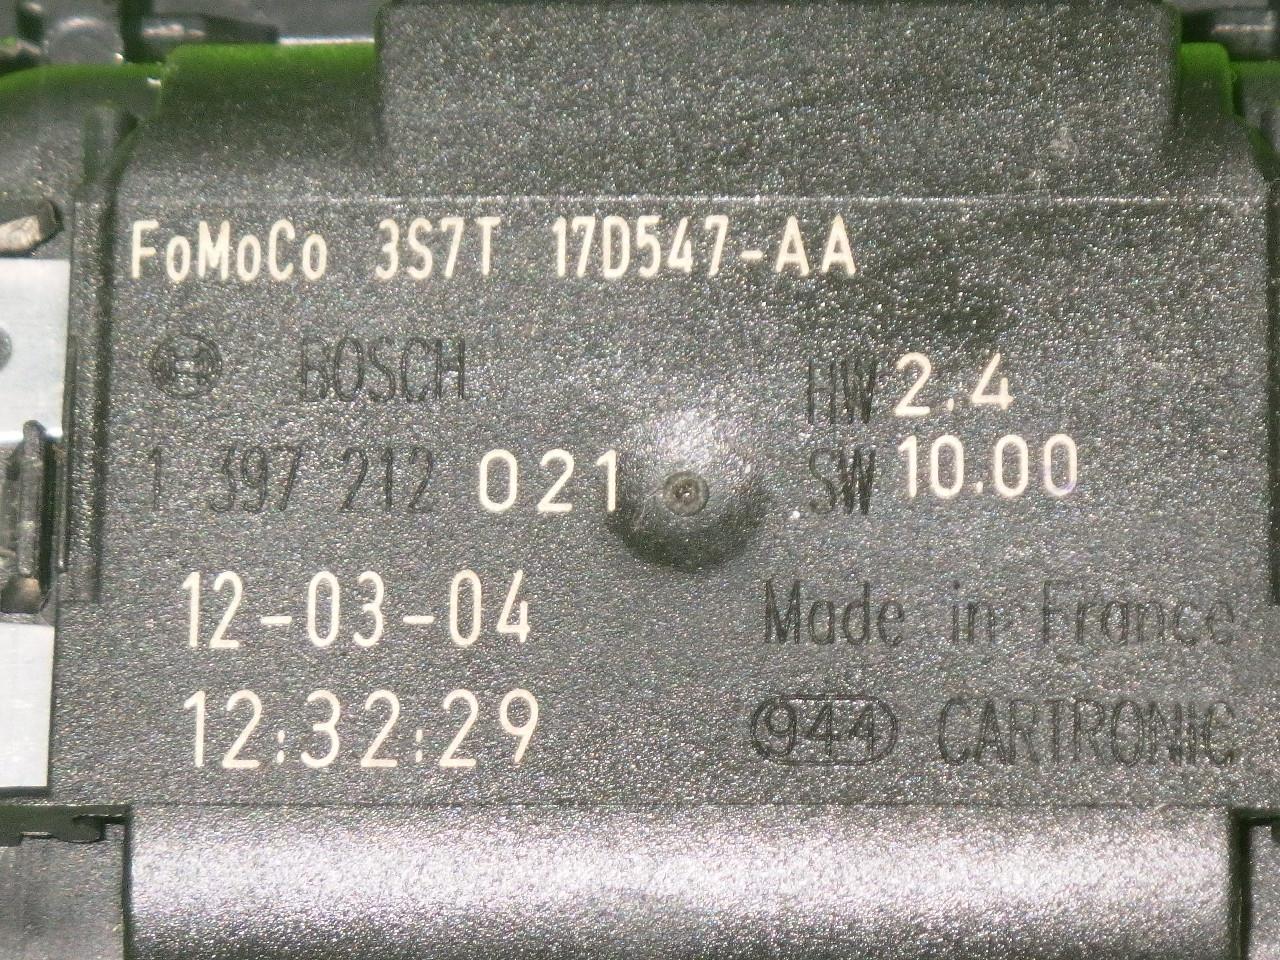 FoMoCo 3S7T 17D547-AA
BOSCH HW 2.4
1 397 212 021 SW 10.00
12-03-04 Made in France
12:32:29 944 CARTRONIC